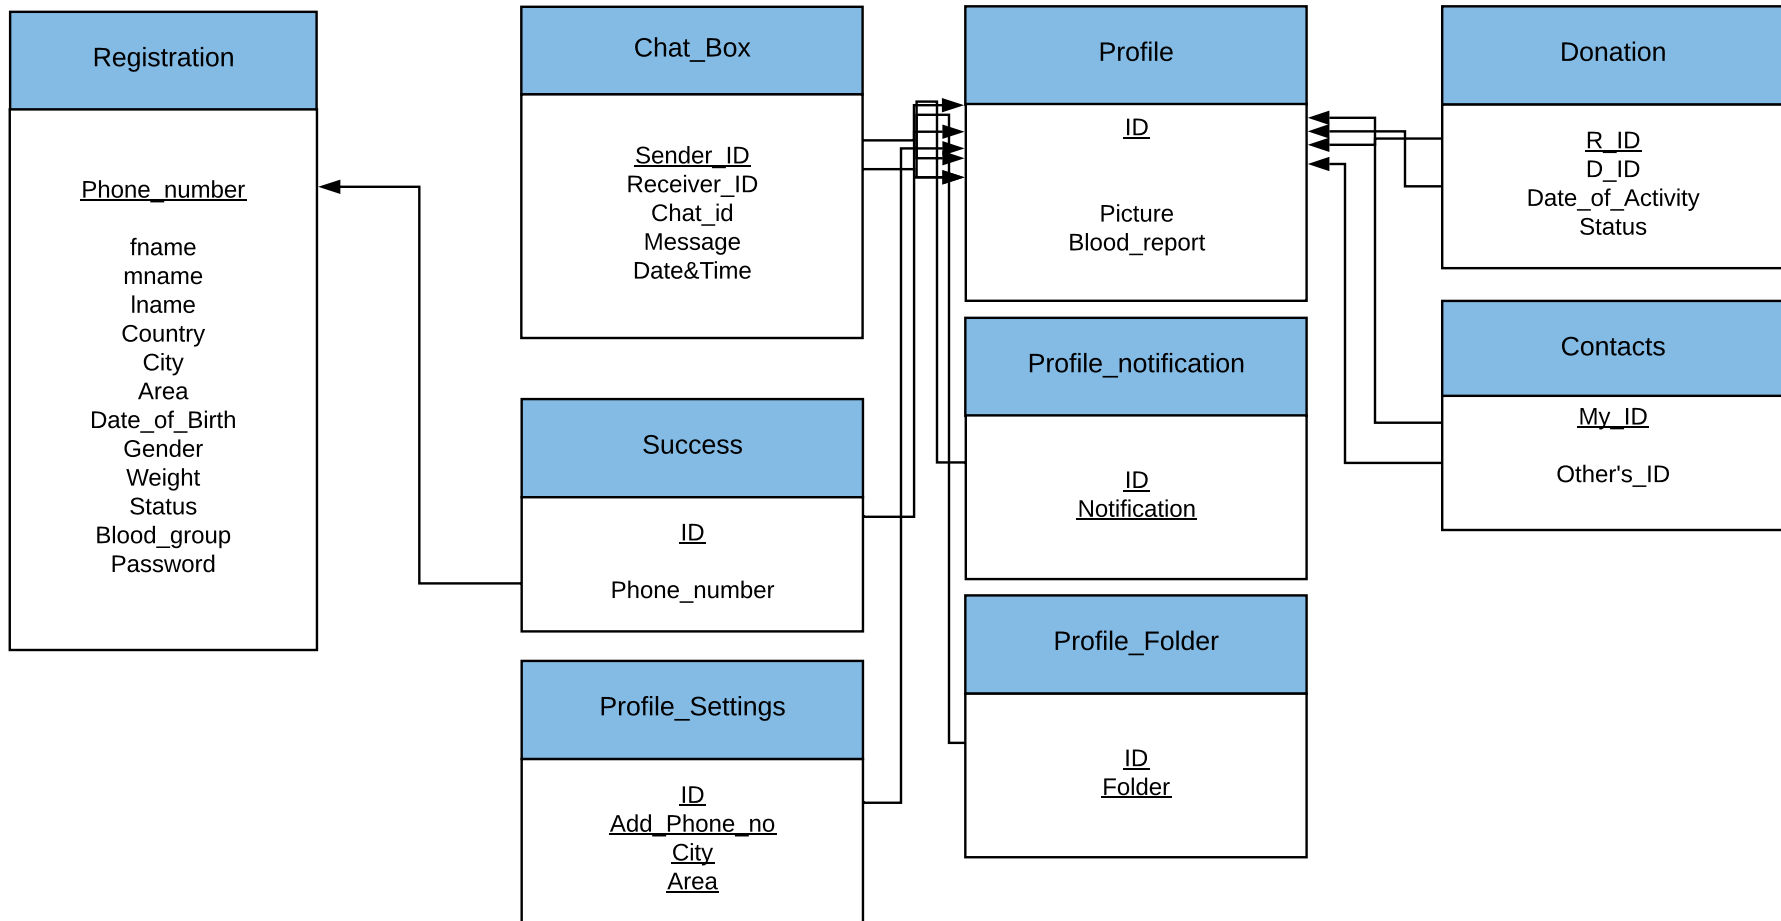 Registration
Phone_number
fname
mname
lname
Country
City
Area
Date_of_Birth
Gender
Weight
Status
Blood_group
Password
Chat_Box
Sender_ID
Receiver_ID
Chat_id
Message
Date&Time
Success
ID
Phone_number
Profile_Settings
ID
Add_Phone_no
City
Area
Profile
ID
Picture
Blood_report
Profile_notification
ID
Notification
Profile_Folder
ID
Folder
Donation
R_ID
D_ID
Date_of_Activity
Status
Contacts
My_ID
Other's_ID